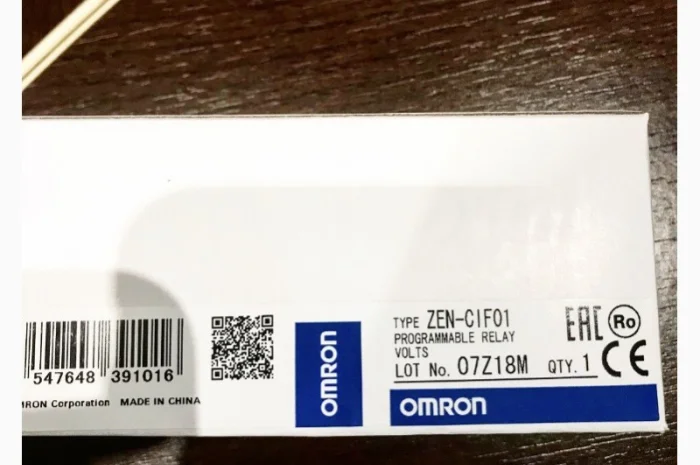 547648 391016
MRON Corporation MADE IN CHINA
OMRON
TYPE ZEN-CIF01
PROGRAMMABLE RELAY
VOLTS
LOT No. 07Z18M QTY. 1
EAC Ro
CE
OMRON